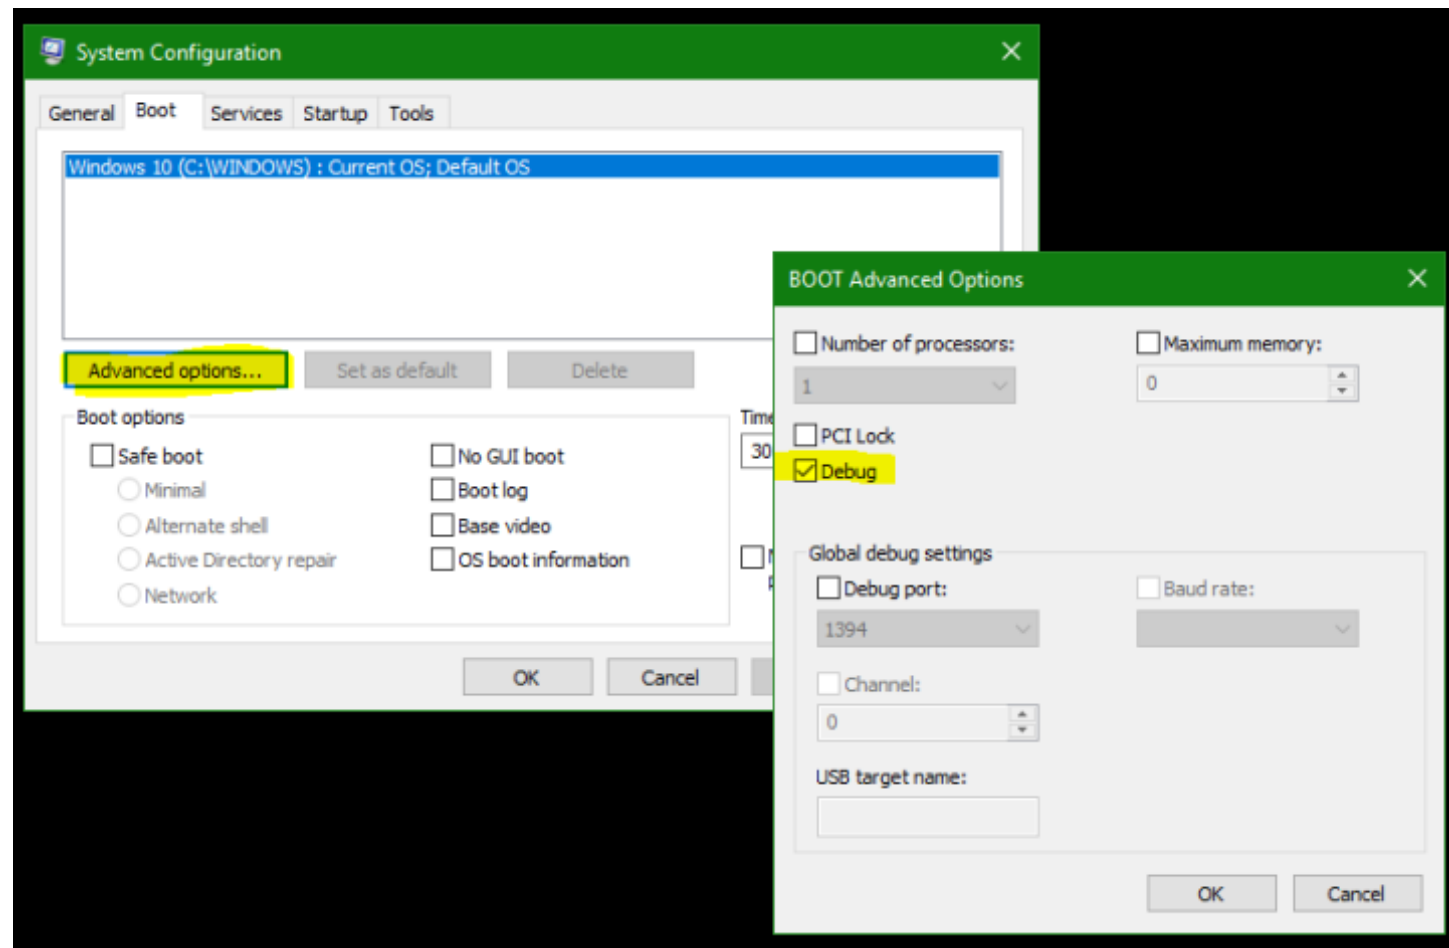 System Configuration
General Boot Services Startup Tools
Windows 10 (C:\WINDOWS) : Current OS; Default OS
Advanced options... Set as default Delete
Boot options
Safe boot
Minimal
Alternate shell
Active Directory repair
Network
No GUI boot
Boot log
Base video
OS boot information
30
OK Cancel
BOOT Advanced Options
Number of processors:
1
Maximum memory:
0
PCI Lock
Debug
Global debug settings
Debug port:
1394
Baud rate:
Channel:
0
USB target name:
OK Cancel